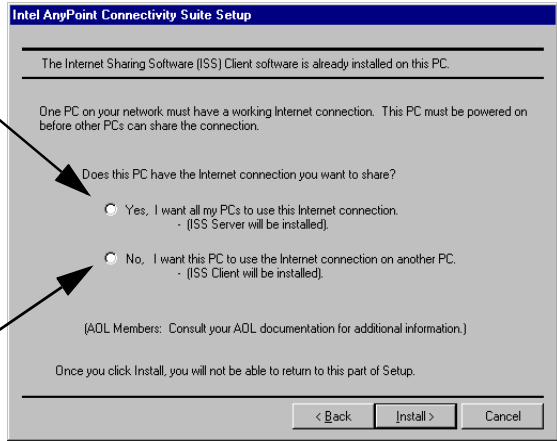 Intel AnyPoint Connectivity Suite Setup
The Internet Sharing Software (ISS) Client software is already installed on this PC.
One PC on your network must have a working Internet connection. This PC must be powered on
before other PCs can share the connection.
Does this PC have the Internet connection you want to share?
Yes, I want all my PCs to use this Internet connection.
- (ISS Server will be installed).
No, I want this PC to use the Internet connection on another PC.
- (ISS Client will be installed).
(AOL Members: Consult your AOL documentation for additional information.)
Once you click Install, you will not be able to return to this part of Setup.
< Back Install > Cancel